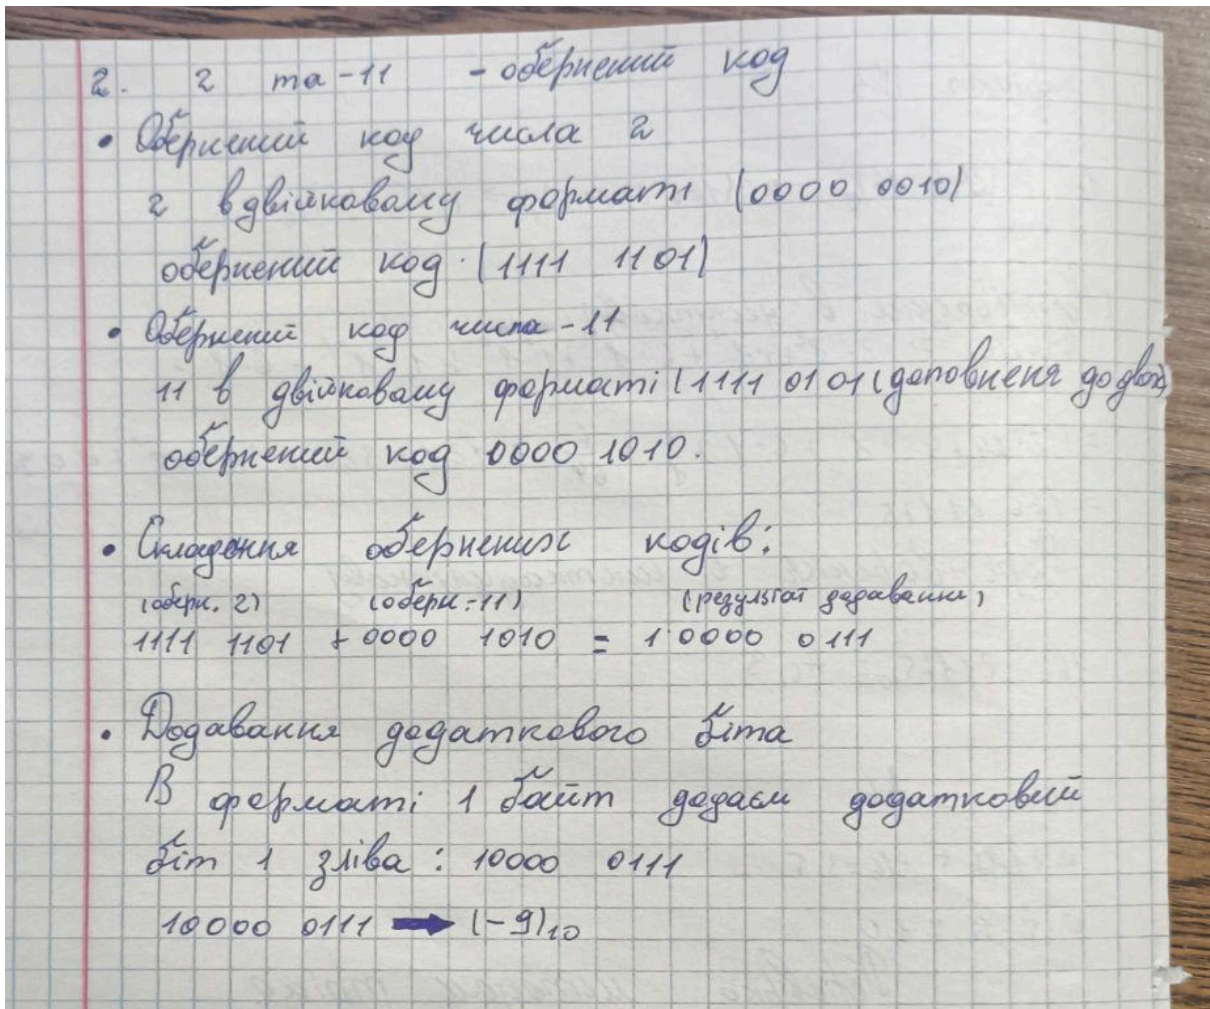 2. 2 та -11 - обернений код
• Обернений код числа 2
2 в двійковому форматі (0000 0010)
обернений код (1111 1101)
• Обернений код числа -11
11 в двійковому форматі (1111 0101 (доповненя до двох)
обернений код 0000 1010.
• Складення обернених кодів:
(оберн. 2) (оберн. -11) (результат додавання)
1111 1101 + 0000 1010 = 1 0000 0111
• Додавання додаткового біта
В форматі 1 байт додаєм додатковий
біт 1 зліва : 10000 0111
10000 0111 → (-9)10